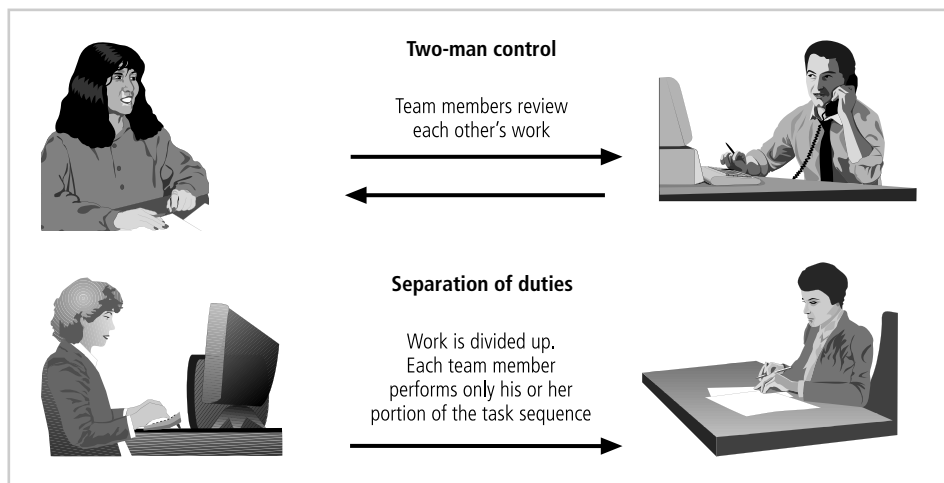 Two-man control
Team members review
each other’s work
Separation of duties
Work is divided up.
Each team member
performs only his or her
portion of the task sequence